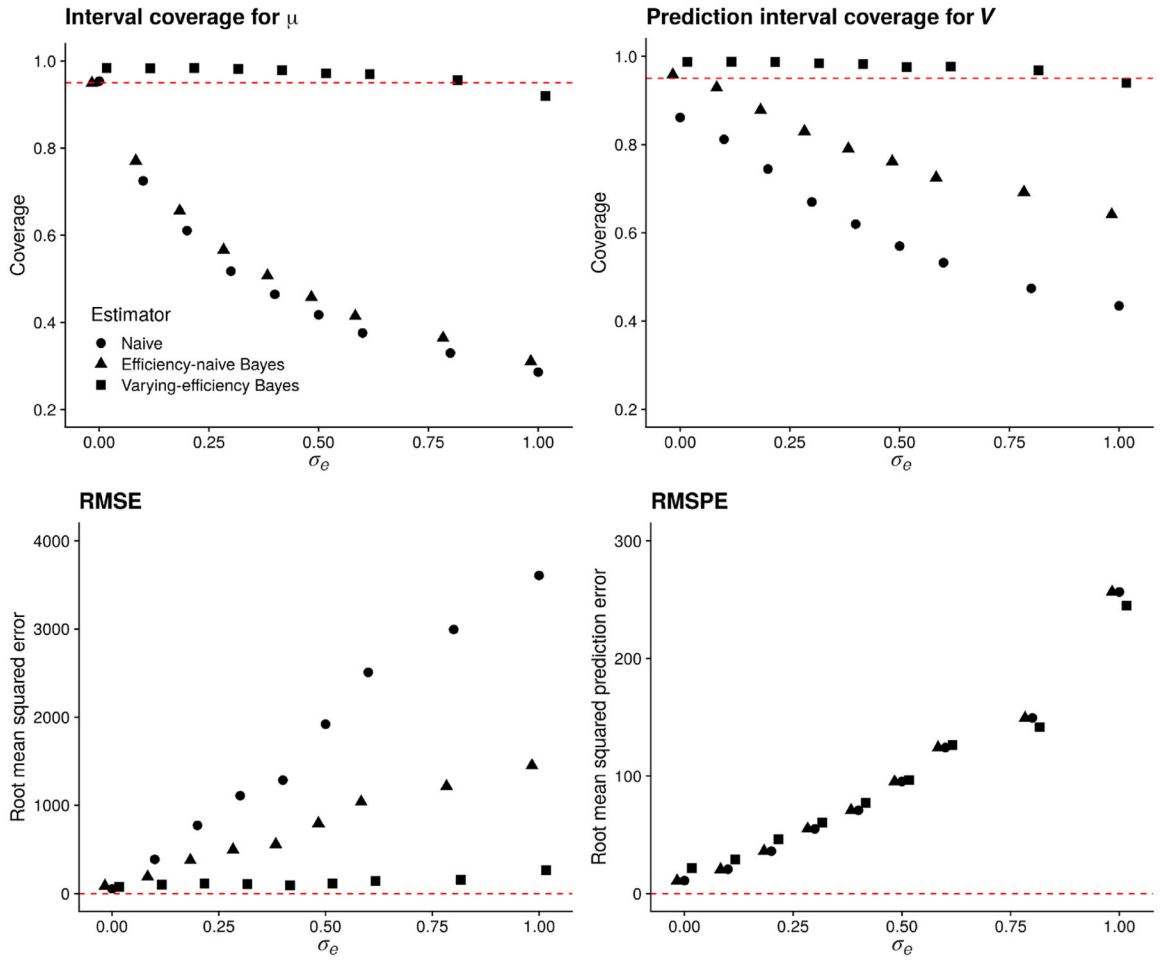 Interval coverage for μ
Coverage
1.0
0.8
0.6
0.4
0.2
Estimator
Naive
Efficiency-naive Bayes
Varying-efficiency Bayes
0.00 0.25 0.50 0.75 1.00
σe
Prediction interval coverage for V
Coverage
1.0
0.8
0.6
0.4
0.2
0.00 0.25 0.50 0.75 1.00
σe
RMSE
Root mean squared error
4000
3000
2000
1000
0
0.00 0.25 0.50 0.75 1.00
σe
RMSPE
Root mean squared prediction error
300
200
100
0
0.00 0.25 0.50 0.75 1.00
σe